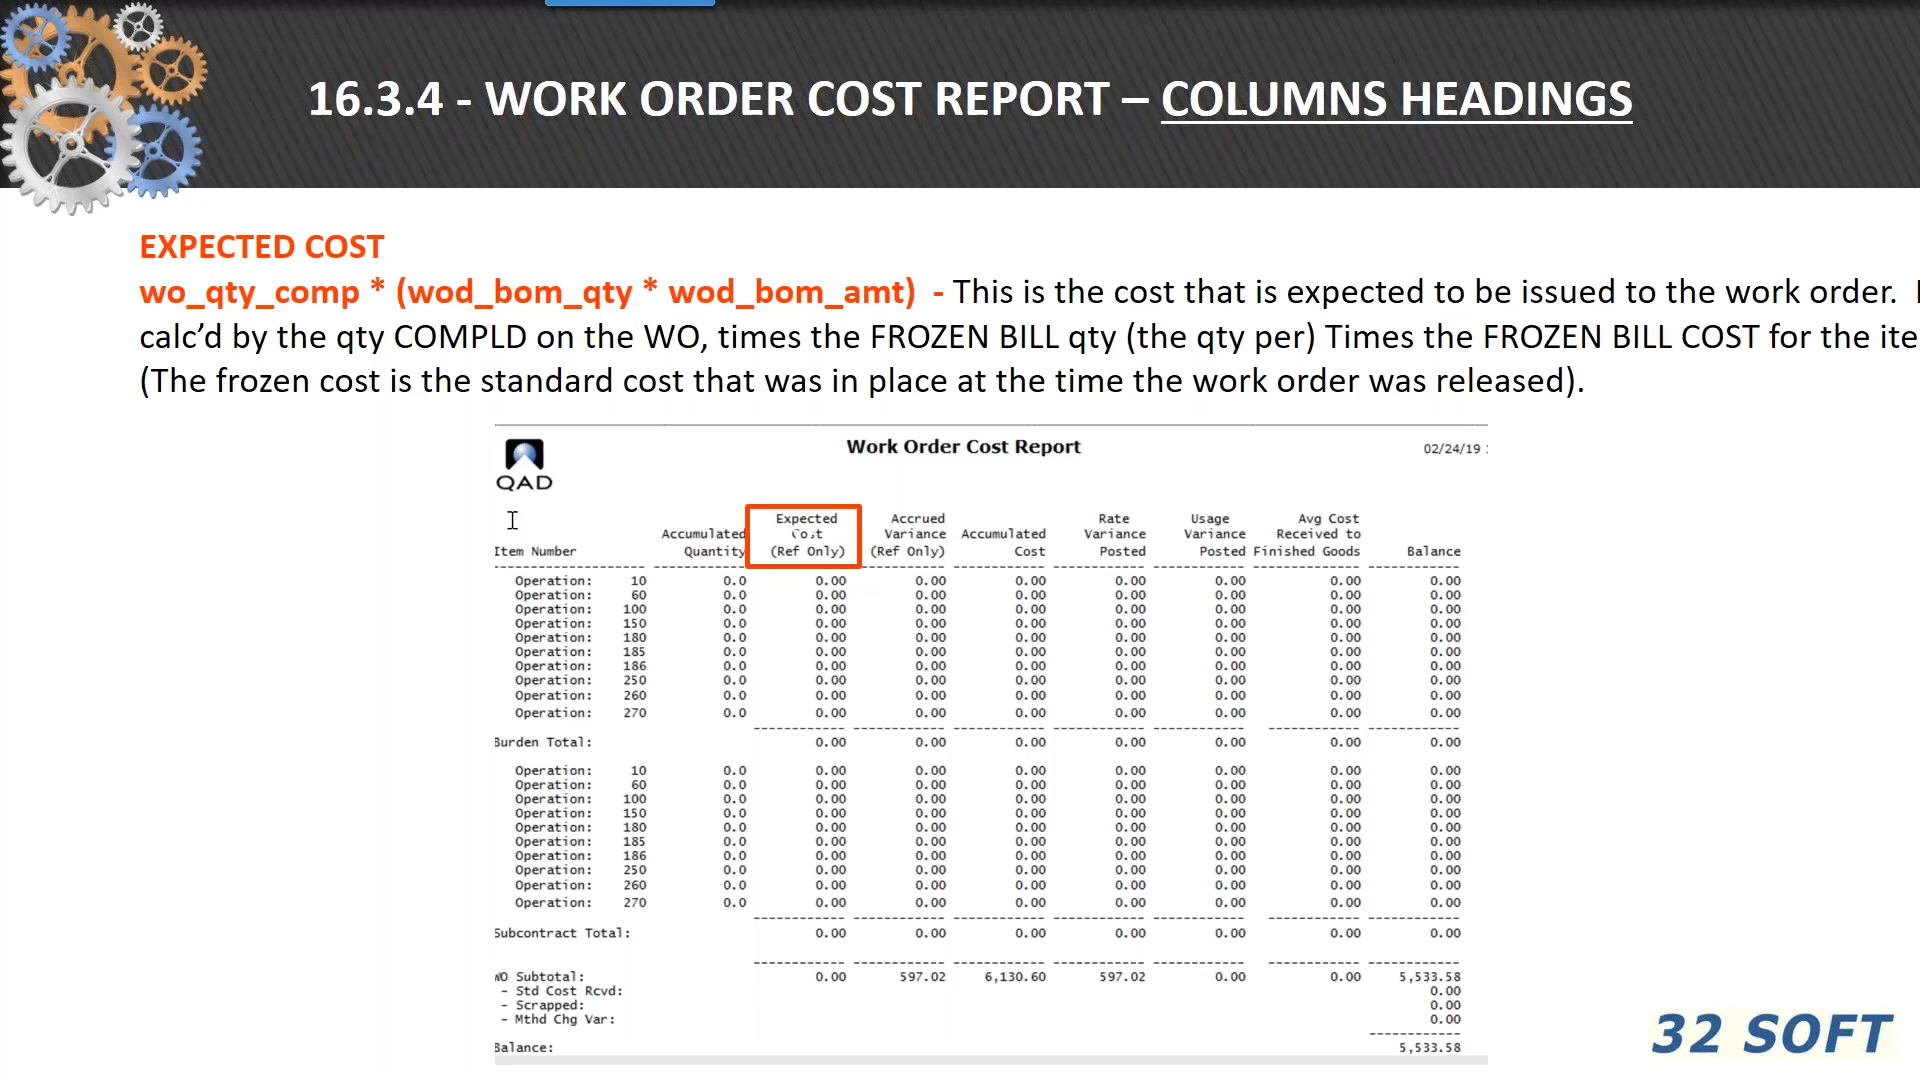 16.3.4 - WORK ORDER COST REPORT – COLUMNS HEADINGS
EXPECTED COST
wo_qty_comp * (wod_bom_qty * wod_bom_amt)  - This is the cost that is expected to be issued to the work order.
calc’d by the qty COMPLD on the WO, times the FROZEN BILL qty (the qty per) Times the FROZEN BILL COST for the ite
(The frozen cost is the standard cost that was in place at the time the work order was released).
QAD
Work Order Cost Report
02/24/19
Expected Accrued Rate Usage Avg Cost
Accumulated Cost Variance Accumulated Variance Variance Received to
Item Number Quantity (Ref Only) (Ref Only) Cost Posted Posted Finished Goods Balance
Operation: 10 0.0 0.00 0.00 0.00 0.00 0.00 0.00 0.00
Operation: 60 0.0 0.00 0.00 0.00 0.00 0.00 0.00 0.00
Operation: 100 0.0 0.00 0.00 0.00 0.00 0.00 0.00 0.00
Operation: 150 0.0 0.00 0.00 0.00 0.00 0.00 0.00 0.00
Operation: 180 0.0 0.00 0.00 0.00 0.00 0.00 0.00 0.00
Operation: 185 0.0 0.00 0.00 0.00 0.00 0.00 0.00 0.00
Operation: 186 0.0 0.00 0.00 0.00 0.00 0.00 0.00 0.00
Operation: 250 0.0 0.00 0.00 0.00 0.00 0.00 0.00 0.00
Operation: 260 0.0 0.00 0.00 0.00 0.00 0.00 0.00 0.00
Operation: 270 0.0 0.00 0.00 0.00 0.00 0.00 0.00 0.00
Burden Total: 0.00 0.00 0.00 0.00 0.00 0.00 0.00
Operation: 10 0.0 0.00 0.00 0.00 0.00 0.00 0.00 0.00
Operation: 60 0.0 0.00 0.00 0.00 0.00 0.00 0.00 0.00
Operation: 100 0.0 0.00 0.00 0.00 0.00 0.00 0.00 0.00
Operation: 150 0.0 0.00 0.00 0.00 0.00 0.00 0.00 0.00
Operation: 180 0.0 0.00 0.00 0.00 0.00 0.00 0.00 0.00
Operation: 185 0.0 0.00 0.00 0.00 0.00 0.00 0.00 0.00
Operation: 186 0.0 0.00 0.00 0.00 0.00 0.00 0.00 0.00
Operation: 250 0.0 0.00 0.00 0.00 0.00 0.00 0.00 0.00
Operation: 260 0.0 0.00 0.00 0.00 0.00 0.00 0.00 0.00
Operation: 270 0.0 0.00 0.00 0.00 0.00 0.00 0.00 0.00
Subcontract Total: 0.00 0.00 0.00 0.00 0.00 0.00 0.00
WO Subtotal: 0.00 597.02 6,130.60 597.02 0.00 0.00 5,533.58
- Std Cost Rcvd: 0.00
- Scrapped: 0.00
- Mthd Chg Var: 0.00
Balance: 5,533.58
32 SOFT